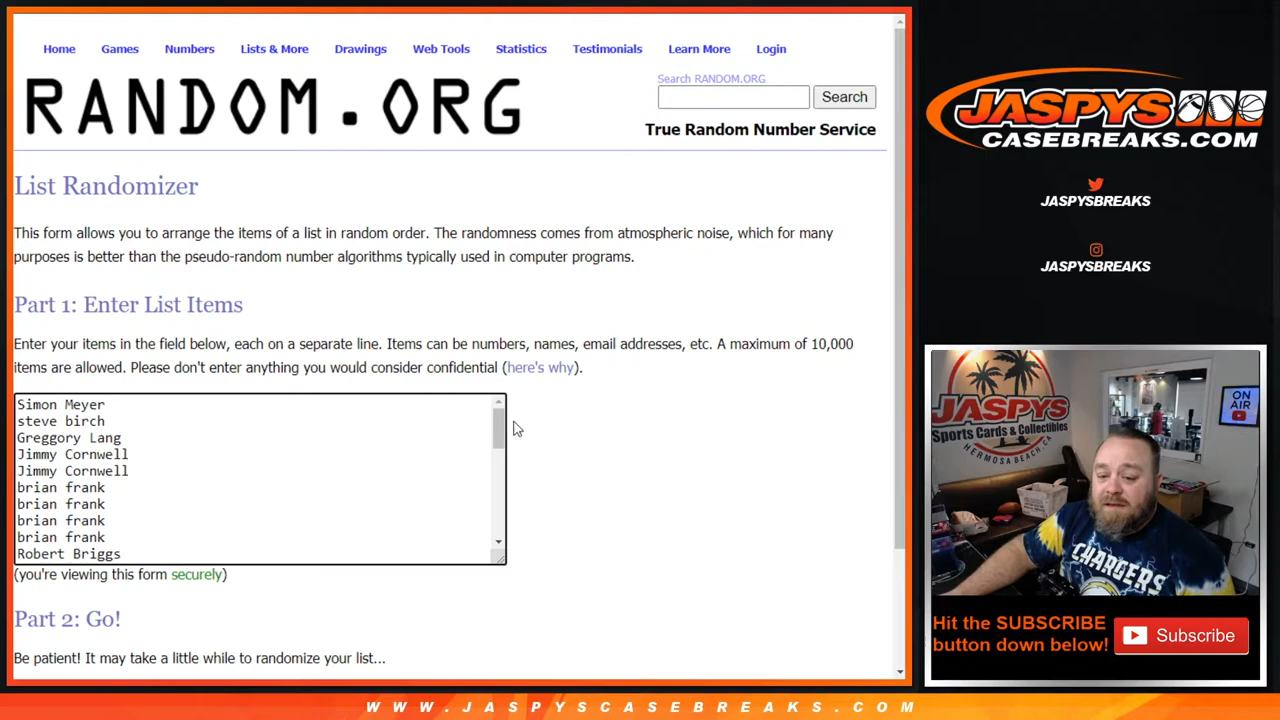 Home Games Numbers Lists & More Drawings Web Tools Statistics Testimonials Learn More Login
RANDOM.ORG
Search RANDOM.ORG
Search
True Random Number Service
List Randomizer
This form allows you to arrange the items of a list in random order. The randomness comes from atmospheric noise, which for many
purposes is better than the pseudo-random number algorithms typically used in computer programs.
Part 1: Enter List Items
Enter your items in the field below, each on a separate line. Items can be numbers, names, email addresses, etc. A maximum of 10,000
items are allowed. Please don't enter anything you would consider confidential (here's why).
Simon Meyer
steve birch
Greggory Lang
Jimmy Cornwell
Jimmy Cornwell
brian frank
brian frank
brian frank
brian frank
Robert Briggs
(you're viewing this form securely)
Part 2: Go!
Be patient! It may take a little while to randomize your list...
JASPYS
CASEBREAKS.COM
JASPYSBREAKS
JASPYSBREAKS
JASPYS
Sports Cards & Collectibles
HERMOSA BEACH, CA
ON AIR
CHARGERS
Hit the SUBSCRIBE
button down below!
Subscribe
WWW.JASPYSCASEBREAKS.COM